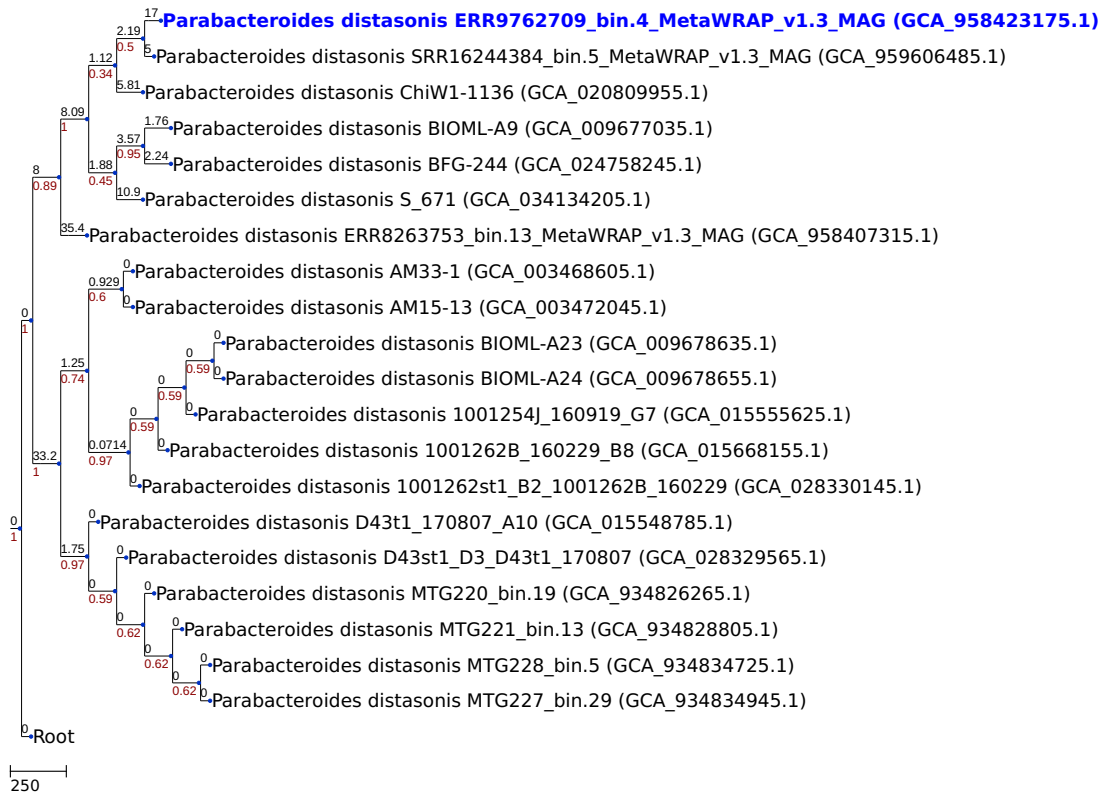 17
Parabacteroides distasonis ERR9762709_bin.4_MetaWRAP_v1.3_MAG (GCA_958423175.1)
2.19
0.5
5
Parabacteroides distasonis SRR16244384_bin.5_MetaWRAP_v1.3_MAG (GCA_959606485.1)
1.12
0.34
5.81
Parabacteroides distasonis ChiW1-1136 (GCA_020809955.1)
8.09
1
1.76
Parabacteroides distasonis BIOML-A9 (GCA_009677035.1)
3.57
0.95
2.24
Parabacteroides distasonis BFG-244 (GCA_024758245.1)
1.88
0.45
10.9
Parabacteroides distasonis S_671 (GCA_034134205.1)
8
0.89
35.4
Parabacteroides distasonis ERR8263753_bin.13_MetaWRAP_v1.3_MAG (GCA_958407315.1)
0
Parabacteroides distasonis AM33-1 (GCA_003468605.1)
0.929
0.6
0
Parabacteroides distasonis AM15-13 (GCA_003472045.1)
0
1
0
Parabacteroides distasonis BIOML-A23 (GCA_009678635.1)
0
0.59
0
Parabacteroides distasonis BIOML-A24 (GCA_009678655.1)
1.25
0.74
0
0.59
0
Parabacteroides distasonis 1001254J_160919_G7 (GCA_015555625.1)
0
0.59
0
Parabacteroides distasonis 1001262B_160229_B8 (GCA_015668155.1)
0.0714
0.97
0
Parabacteroides distasonis 1001262st1_B2_1001262B_160229 (GCA_028330145.1)
33.2
1
0
Parabacteroides distasonis D43t1_170807_A10 (GCA_015548785.1)
0
1
1.75
0.97
0
Parabacteroides distasonis D43st1_D3_D43t1_170807 (GCA_028329565.1)
0
0.59
0
Parabacteroides distasonis MTG220_bin.19 (GCA_934826265.1)
0
0.62
0
Parabacteroides distasonis MTG221_bin.13 (GCA_934828805.1)
0
0.62
0
Parabacteroides distasonis MTG228_bin.5 (GCA_934834725.1)
0
0.62
0
Parabacteroides distasonis MTG227_bin.29 (GCA_934834945.1)
0
Root
250